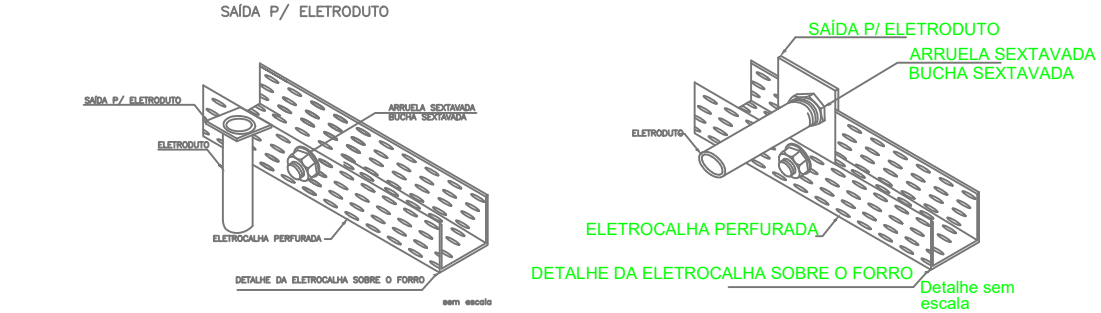 SAÍDA P/ ELETRODUTO
SAÍDA P/ ELETRODUTO
ARRUELA SEXTAVADA
BUCHA SEXTAVADA
ELETRODUTO
ELETROCALHA PERFURADA
DETALHE DA ELETROCALHA SOBRE O FORRO
sem escala
SAÍDA P/ ELETRODUTO
ARRUELA SEXTAVADA
BUCHA SEXTAVADA
ELETRODUTO
ELETROCALHA PERFURADA
DETALHE DA ELETROCALHA SOBRE O FORRO
Detalhe sem
escala